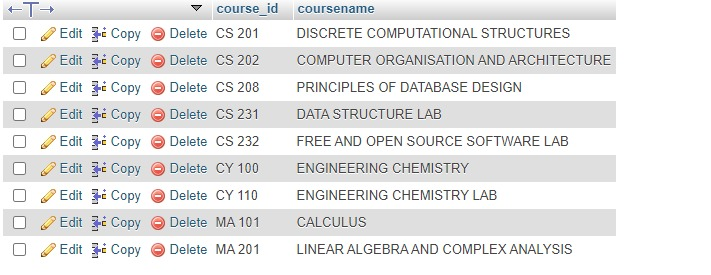 course_id coursename
Edit Copy Delete CS 201 DISCRETE COMPUTATIONAL STRUCTURES
Edit Copy Delete CS 202 COMPUTER ORGANISATION AND ARCHITECTURE
Edit Copy Delete CS 208 PRINCIPLES OF DATABASE DESIGN
Edit Copy Delete CS 231 DATA STRUCTURE LAB
Edit Copy Delete CS 232 FREE AND OPEN SOURCE SOFTWARE LAB
Edit Copy Delete CY 100 ENGINEERING CHEMISTRY
Edit Copy Delete CY 110 ENGINEERING CHEMISTRY LAB
Edit Copy Delete MA 101 CALCULUS
Edit Copy Delete MA 201 LINEAR ALGEBRA AND COMPLEX ANALYSIS